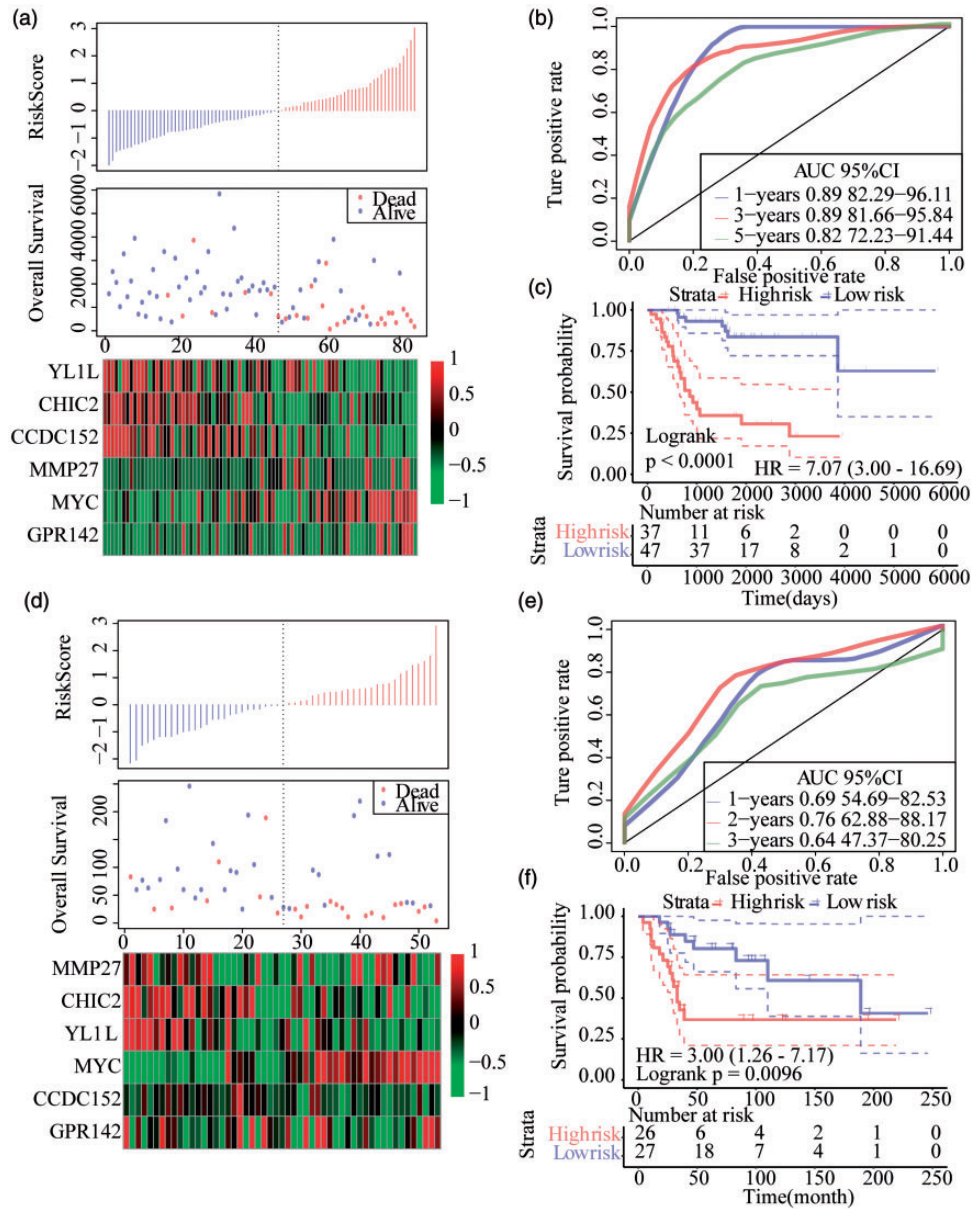 (a)
RiskScore
3
2
1
0
−1
−2
Overall Survival
6000
4000
2000
0
Dead
Alive
0 20 40 60 80
YL1L
CHIC2
CCDC152
MMP27
MYC
GPR142
1
0.5
0
−0.5
−1
(b)
Ture positive rate
1.0
0.8
0.6
0.4
0.2
0.0
AUC 95%CI
1−years 0.89 82.29−96.11
3−years 0.89 81.66−95.84
5−years 0.82 72.23−91.44
0.0 0.2 0.4 0.6 0.8 1.0
False positive rate
(c)
Strata High risk Low risk
Survival probability
1.00
0.75
0.50
0.25
0.00
Logrank
p < 0.0001
HR = 7.07 (3.00 - 16.69)
0 1000 2000 3000 4000 5000 6000
Number at risk
Strata
High risk 37 11 6 2 0 0 0
Low risk 47 37 17 8 2 1 0
0 1000 2000 3000 4000 5000 6000
Time(days)
(d)
RiskScore
3
2
1
0
−1
−2
Overall Survival
200
150
100
50
0
Dead
Alive
0 10 20 30 40 50
MMP27
CHIC2
YL1L
MYC
CCDC152
GPR142
1
0.5
0
−0.5
−1
(e)
Ture positive rate
1.0
0.8
0.6
0.4
0.2
0.0
AUC 95%CI
1−years 0.69 54.69−82.53
2−years 0.76 62.88−88.17
3−years 0.64 47.37−80.25
0.0 0.2 0.4 0.6 0.8 1.0
False positive rate
(f)
Strata High risk Low risk
Survival probability
1.00
0.75
0.50
0.25
0.00
HR = 3.00 (1.26 - 7.17)
Logrank p = 0.0096
0 50 100 150 200 250
Number at risk
Strata
High risk 26 6 4 2 1 0
Low risk 27 18 7 4 1 0
0 50 100 150 200 250
Time(month)